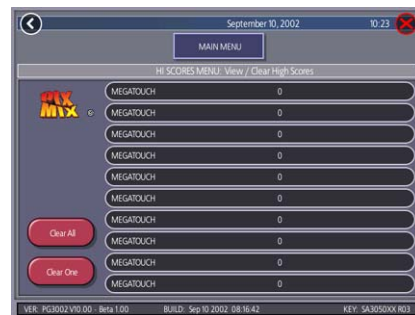 September 10, 2002 10:23
MAIN MENU
HI SCORES MENU: View / Clear High Scores
PIX
MIX ©
MEGATOUCH 0
MEGATOUCH 0
MEGATOUCH 0
MEGATOUCH 0
MEGATOUCH 0
MEGATOUCH 0
MEGATOUCH 0
Clear All
MEGATOUCH 0
MEGATOUCH 0
Clear One
MEGATOUCH 0
VER: PG3002 V10.00 - Beta 1.00 BUILD: Sep 10 2002 08:16:42 KEY: SA3050XX R03